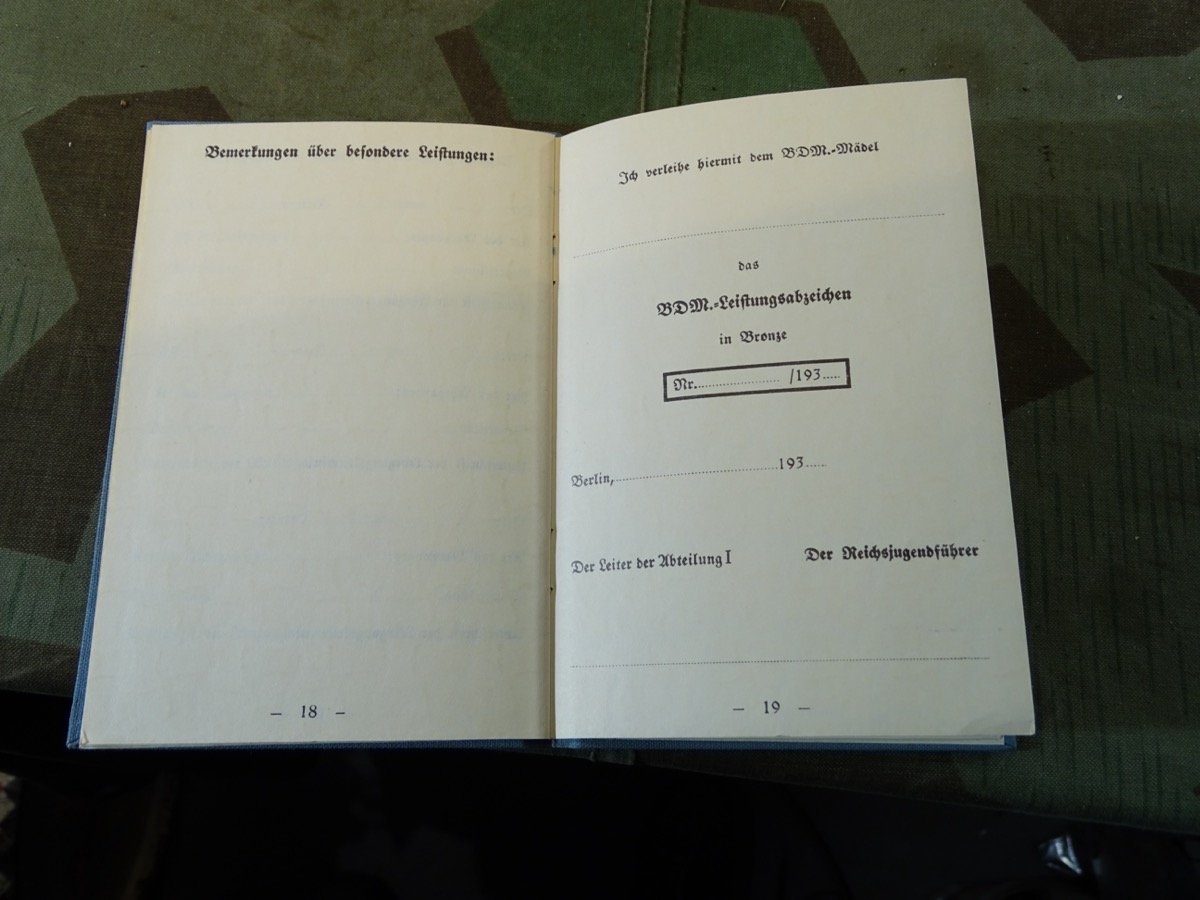 Bemerkungen über besondere Leistungen:
— 18 —
Ich verleihe hiermit dem BDM.-Mädel
das
BDM.-Leistungsabzeichen
in Bronze
Nr........................ /193.....
Berlin,........................................193.....
Der Leiter der Abteilung I Der Reichsjugendführer
— 19 —